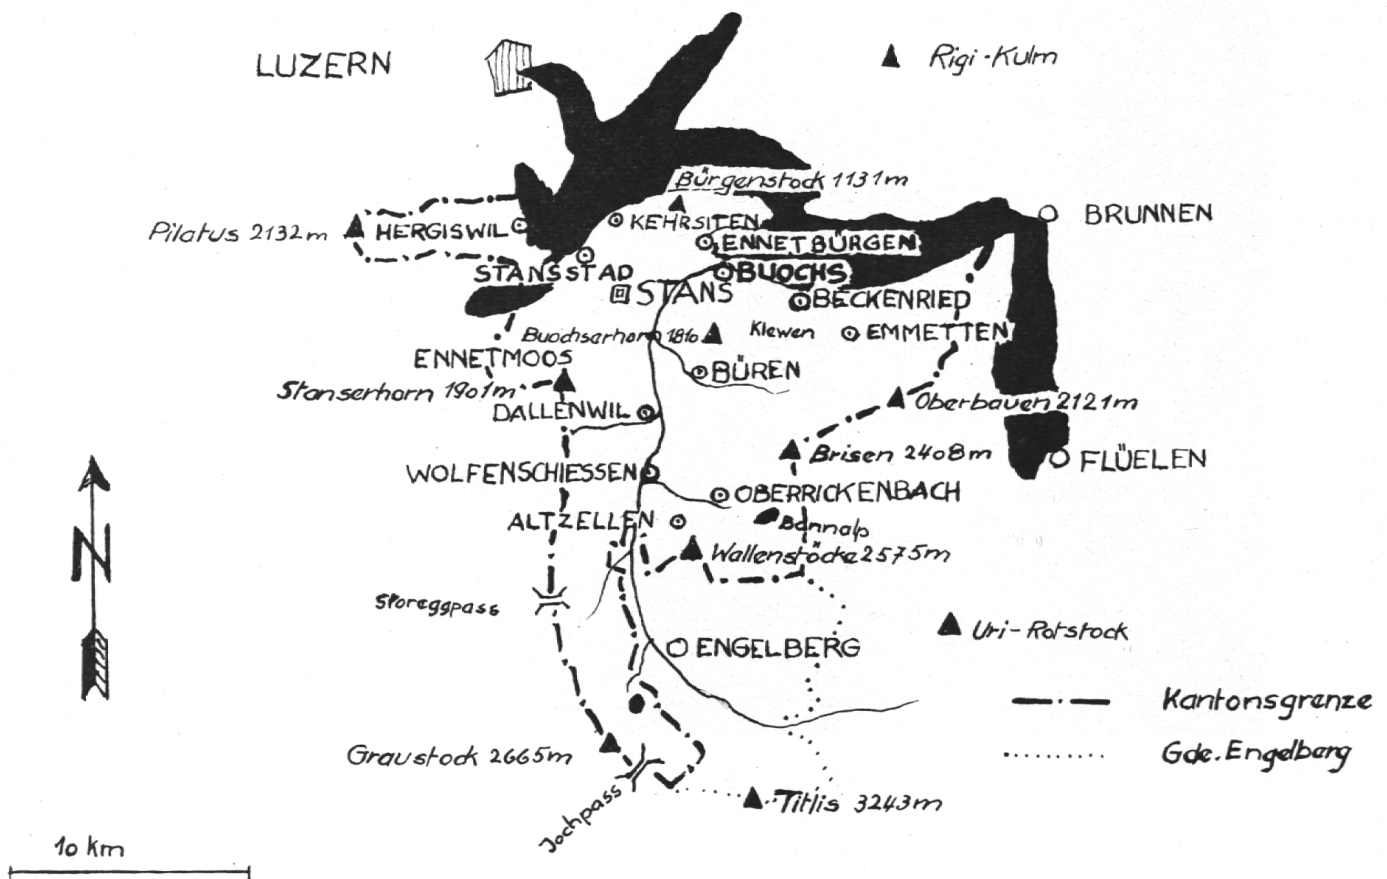 LUZERN
Rigi-Kulm
Bürgenstock 1131m
Pilatus 2132m
HERGISWIL
KEHRSITEN
BRUNNEN
ENNETBÜRGEN
STANSSTAD
BUOCHS
STANS
BECKENRIED
Buochserhorn 1810
Klewen
EMMETTEN
ENNETMOOS
BÜREN
Stanserhorn 1901m
Oberbauen 2121m
DALLENWIL
Brisen 2408m
FLÜELEN
WOLFENSCHIESSEN
OBERRICKENBACH
ALTZELLEN
Bannalp
Wallenstöcke 2575m
N
Storeggpass
Uri-Rotstock
ENGELBERG
Kantonsgrenze
Graustock 2665m
Gde. Engelberg
Jochpass
Titlis 3243m
10 km